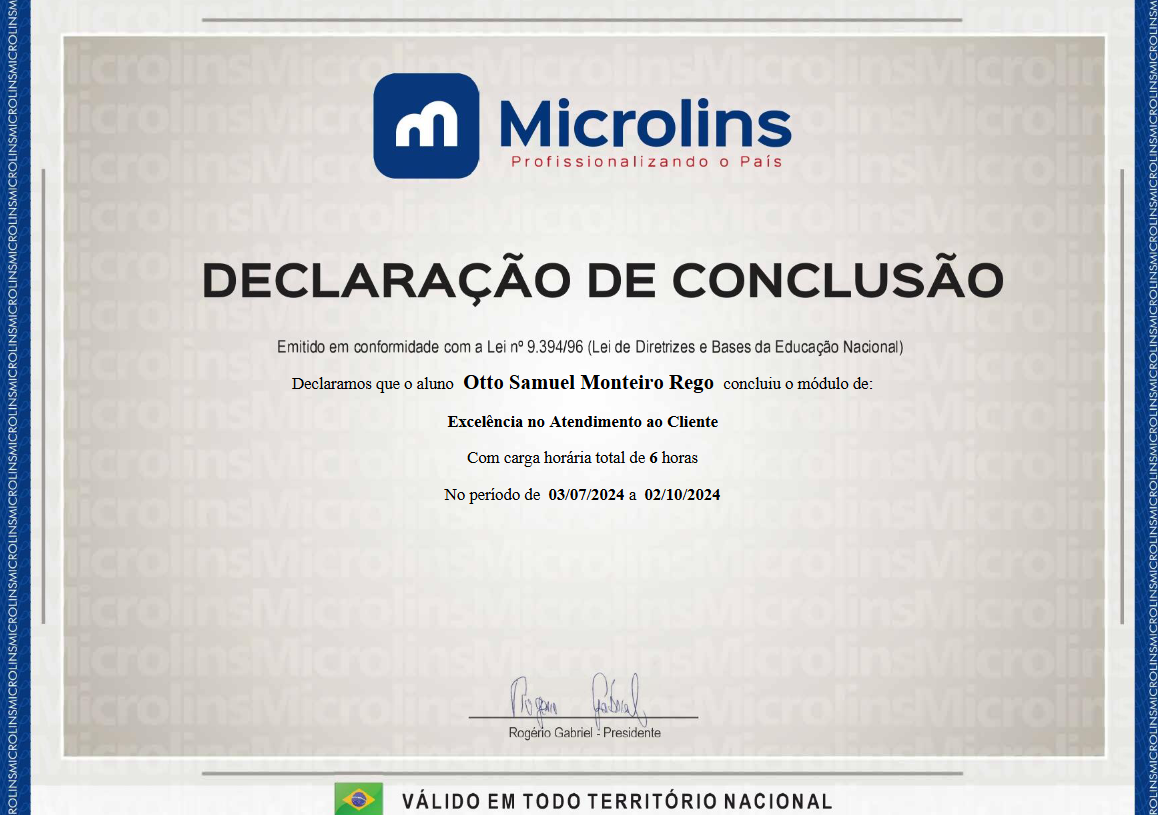 Microlins
Profissionalizando o País
DECLARAÇÃO DE CONCLUSÃO
Emitido em conformidade com a Lei nº 9.394/96 (Lei de Diretrizes e Bases da Educação Nacional)
Declaramos que o aluno Otto Samuel Monteiro Rego concluiu o módulo de:
Excelência no Atendimento ao Cliente
Com carga horária total de 6 horas
No período de 03/07/2024 a 02/10/2024
Rogério Gabriel
Rogério Gabriel - Presidente
VÁLIDO EM TODO TERRITÓRIO NACIONAL